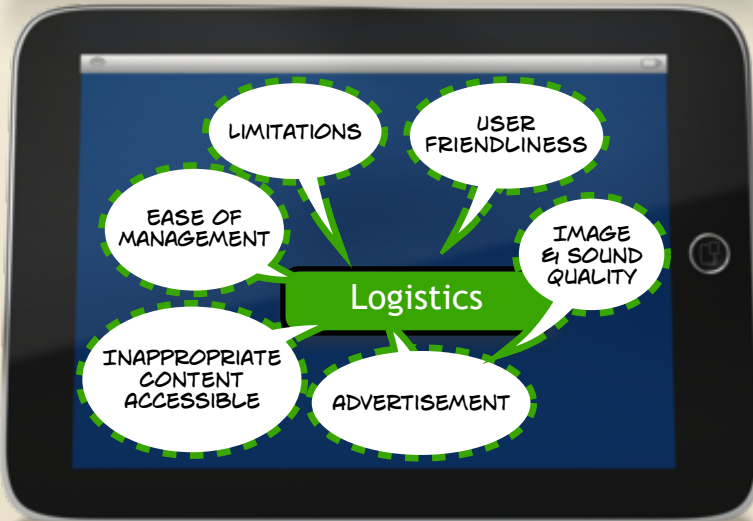 LIMITATIONS
USER
FRIENDLINESS
EASE OF
MANAGEMENT
IMAGE
& SOUND
QUALITY
Logistics
INAPPROPRIATE
CONTENT
ACCESSIBLE
ADVERTISEMENT